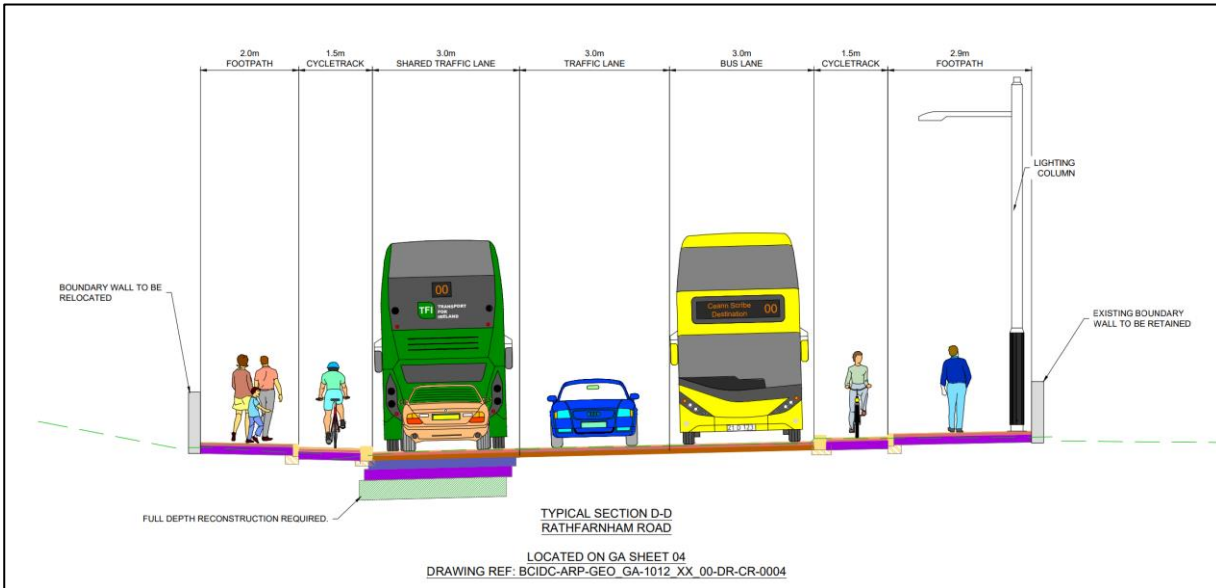 2.0m
FOOTPATH
1.5m
CYCLETRACK
3.0m
SHARED TRAFFIC LANE
3.0m
TRAFFIC LANE
3.0m
BUS LANE
1.5m
CYCLETRACK
2.9m
FOOTPATH
LIGHTING
COLUMN
BOUNDARY WALL TO BE
RELOCATED
00
TFI
TRANSPORT
FOR
IRELAND
Ceann Scríbe
Destination
00
EXISTING BOUNDARY
WALL TO BE RETAINED
FULL DEPTH RECONSTRUCTION REQUIRED.
TYPICAL SECTION D-D
RATHFARNHAM ROAD
LOCATED ON GA SHEET 04
DRAWING REF: BCIDC-ARP-GEO_GA-1012_XX_00-DR-CR-0004